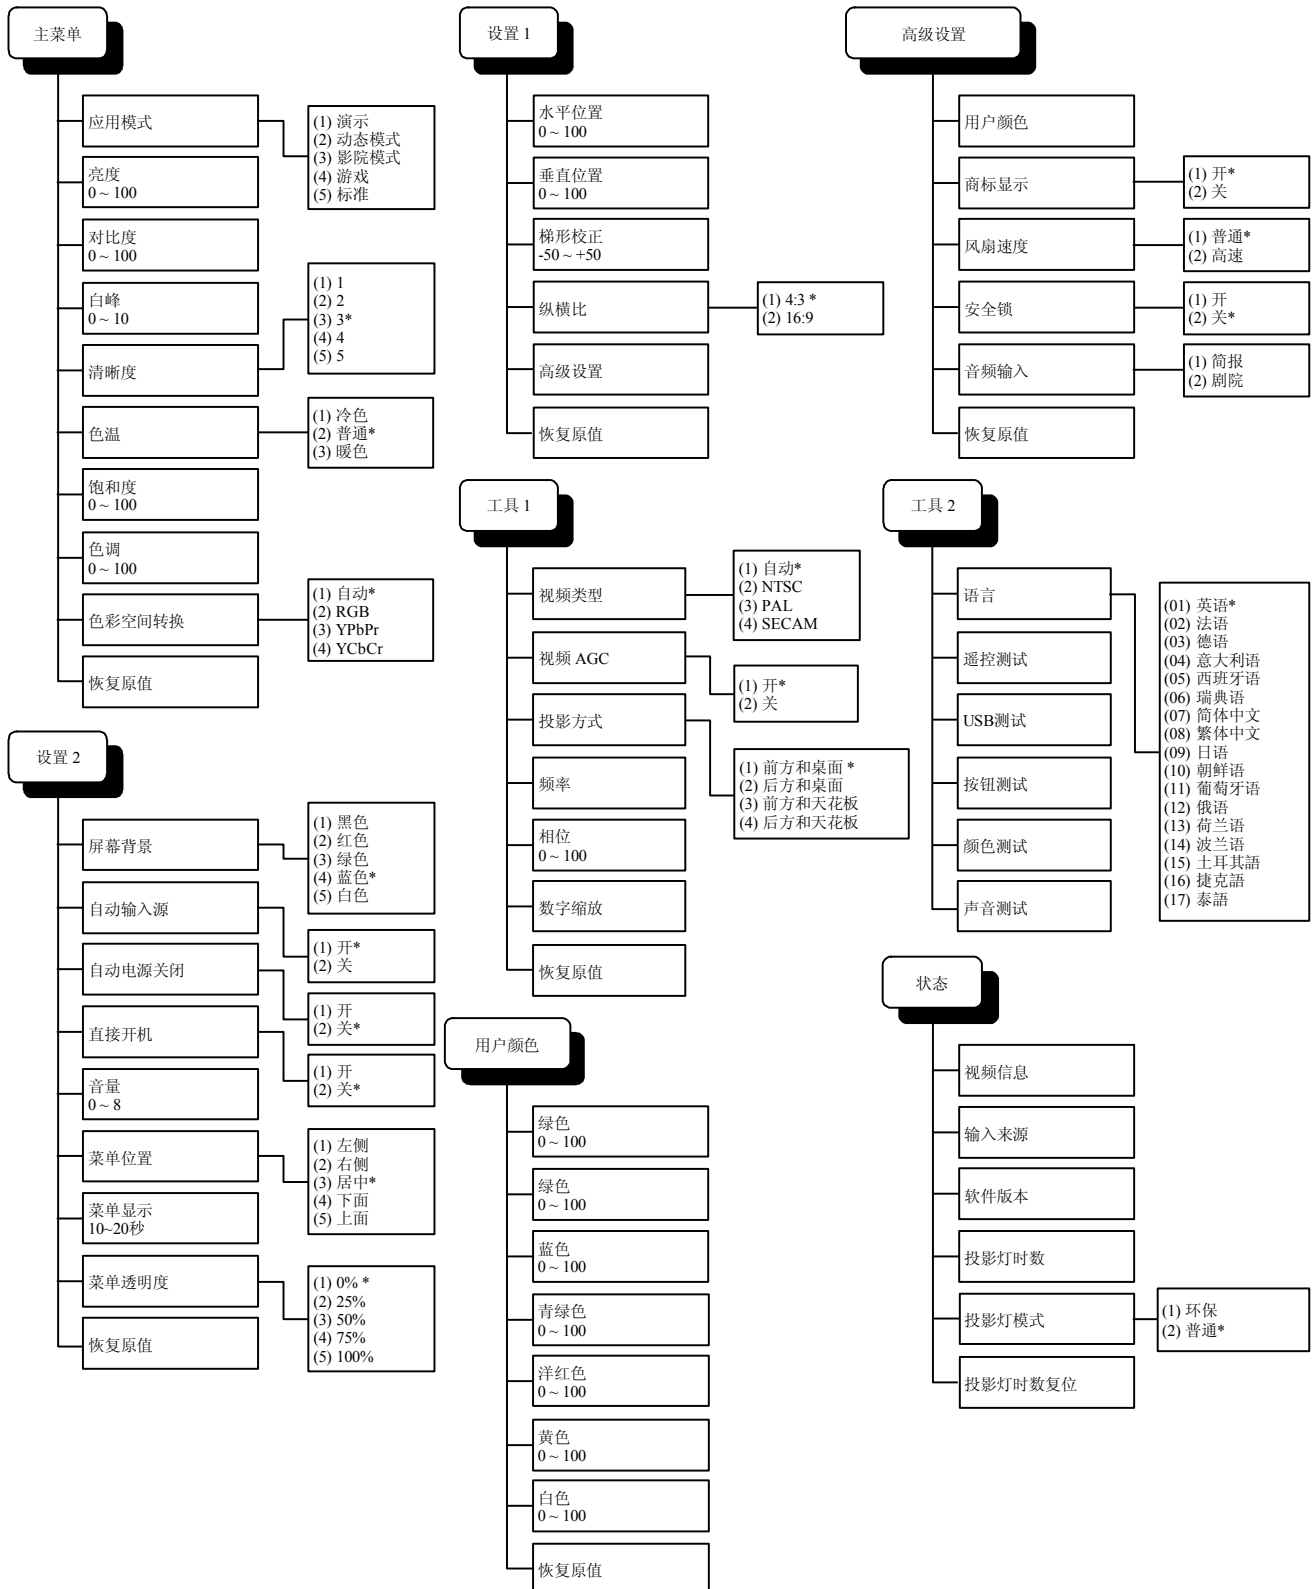 主菜单
应用模式
(1) 演示
(2) 动态模式
(3) 影院模式
(4) 游戏
(5) 标准
亮度
0 ~ 100
对比度
0 ~ 100
白峰
0 ~ 10
清晰度
(1) 1
(2) 2
(3) 3*
(4) 4
(5) 5
色温
(1) 冷色
(2) 普通*
(3) 暖色
饱和度
0 ~ 100
色调
0 ~ 100
色彩空间转换
(1) 自动*
(2) RGB
(3) YPbPr
(4) YCbCr
恢复原值
设置 1
水平位置
0 ~ 100
垂直位置
0 ~ 100
梯形校正
-50 ~ +50
纵横比
(1) 4:3 *
(2) 16:9
高级设置
恢复原值
高级设置
用户颜色
商标显示
(1) 开*
(2) 关
风扇速度
(1) 普通*
(2) 高速
安全锁
(1) 开
(2) 关*
音频输入
(1) 简报
(2) 剧院
恢复原值
设置 2
屏幕背景
(1) 黑色
(2) 红色
(3) 绿色
(4) 蓝色*
(5) 白色
自动输入源
(1) 开*
(2) 关
自动电源关闭
(1) 开
(2) 关*
直接开机
(1) 开
(2) 关*
音量
0 ~ 8
菜单位置
(1) 左侧
(2) 右侧
(3) 居中*
(4) 下面
(5) 上面
菜单显示
10~20秒
菜单透明度
(1) 0% *
(2) 25%
(3) 50%
(4) 75%
(5) 100%
恢复原值
工具 1
视频类型
(1) 自动*
(2) NTSC
(3) PAL
(4) SECAM
视频 AGC
(1) 开*
(2) 关
投影方式
(1) 前方和桌面 *
(2) 后方和桌面
(3) 前方和天花板
(4) 后方和天花板
频率
相位
0 ~ 100
数字缩放
恢复原值
工具 2
语言
(01) 英语*
(02) 法语
(03) 德语
(04) 意大利语
(05) 西班牙语
(06) 瑞典语
(07) 简体中文
(08) 繁体中文
(09) 日语
(10) 朝鲜语
(11) 葡萄牙语
(12) 俄语
(13) 荷兰语
(14) 波兰语
(15) 土耳其語
(16) 捷克語
(17) 泰語
遥控测试
USB测试
按钮测试
颜色测试
声音测试
用户颜色
绿色
0 ~ 100
绿色
0 ~ 100
蓝色
0 ~ 100
青绿色
0 ~ 100
洋红色
0 ~ 100
黄色
0 ~ 100
白色
0 ~ 100
恢复原值
状态
视频信息
输入来源
软件版本
投影灯时数
投影灯模式
(1) 环保
(2) 普通*
投影灯时数复位